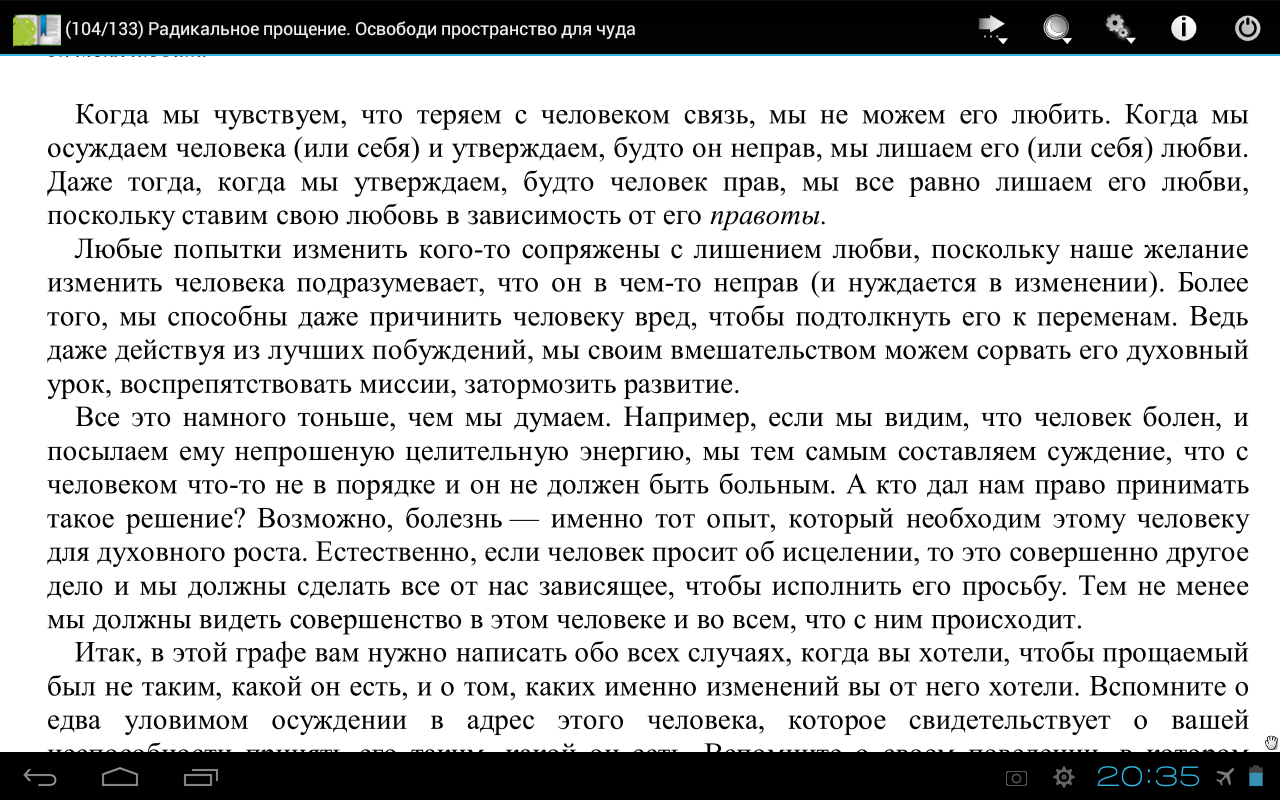 (104/133) Радикальное прощение. Освободи пространство для чуда
Когда мы чувствуем, что теряем с человеком связь, мы не можем его любить. Когда мы
осуждаем человека (или себя) и утверждаем, будто он неправ, мы лишаем его (или себя) любви.
Даже тогда, когда мы утверждаем, будто человек прав, мы все равно лишаем его любви,
поскольку ставим свою любовь в зависимость от его правоты.
Любые попытки изменить кого-то сопряжены с лишением любви, поскольку наше желание
изменить человека подразумевает, что он в чем-то неправ (и нуждается в изменении). Более
того, мы способны даже причинить человеку вред, чтобы подтолкнуть его к переменам. Ведь
даже действуя из лучших побуждений, мы своим вмешательством можем сорвать его духовный
урок, воспрепятствовать миссии, затормозить развитие.
Все это намного тоньше, чем мы думаем. Например, если мы видим, что человек болен, и
посылаем ему непрошеную целительную энергию, мы тем самым составляем суждение, что с
человеком что-то не в порядке и он не должен быть больным. А кто дал нам право принимать
такое решение? Возможно, болезнь — именно тот опыт, который необходим этому человеку
для духовного роста. Естественно, если человек просит об исцелении, то это совершенно другое
дело и мы должны сделать все от нас зависящее, чтобы исполнить его просьбу. Тем не менее
мы должны видеть совершенство в этом человеке и во всем, что с ним происходит.
Итак, в этой графе вам нужно написать обо всех случаях, когда вы хотели, чтобы прощаемый
был не таким, какой он есть, и о том, каких именно изменений вы от него хотели. Вспомните о
едва уловимом осуждении в адрес этого человека, которое свидетельствует о вашей
неспособности принять его таким, какой он есть. Вспомните о своем поведении, в котором
20:35